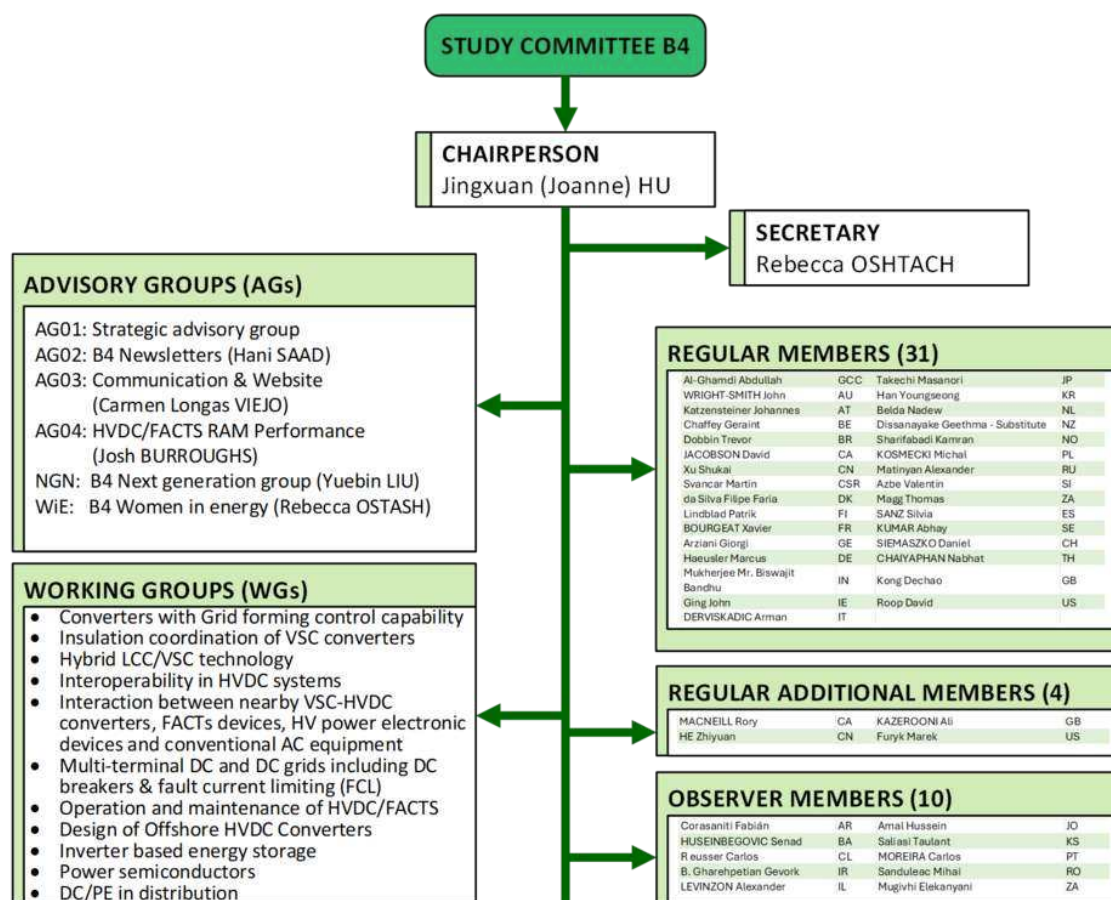 STUDY COMMITTEE B4
CHAIRPERSON
Jingxuan (Joanne) HU
SECRETARY
Rebecca OSHTACH
ADVISORY GROUPS (AGs)
AG01: Strategic advisory group
AG02: B4 Newsletters (Hani SAAD)
AG03: Communication & Website
(Carmen Longas VIEJO)
AG04: HVDC/FACTS RAM Performance
(Josh BURROUGHS)
NGN: B4 Next generation group (Yuebin LIU)
WiE: B4 Women in energy (Rebecca OSTASH)
WORKING GROUPS (WGs)
• Converters with Grid forming control capability
• Insulation coordination of VSC converters
• Hybrid LCC/VSC technology
• Interoperability in HVDC systems
• Interaction between nearby VSC-HVDC
converters, FACTs devices, HV power electronic
devices and conventional AC equipment
• Multi-terminal DC and DC grids including DC
breakers & fault current limiting (FCL)
• Operation and maintenance of HVDC/FACTS
• Design of Offshore HVDC Converters
• Inverter based energy storage
• Power semiconductors
• DC/PE in distribution
REGULAR MEMBERS (31)
Al-Ghamdi Abdullah GCC Takechi Masanori JP
WRIGHT-SMITH John AU Han Youngseong KR
Katzensteiner Johannes AT Belda Nadew NL
Chaffey Geraint BE Dissanayake Geethma - Substitute NZ
Dobbin Trevor BR Sharifabadi Kamran NO
JACOBSON David CA KOSMECKI Michal PL
Xu Shukai CN Matinyan Alexander RU
Svancar Martin CSR Azbe Valentin SI
da Silva Filipe Faria DK Magg Thomas ZA
Lindblad Patrik FI SANZ Silvia ES
BOURGEAT Xavier FR KUMAR Abhay SE
Arziani Giorgi GE SIEMASZKO Daniel CH
Haeusler Marcus DE CHAIYAPHAN Nabhat TH
Mukherjee Mr. Biswajit
Bandhu IN Kong Dechao GB
Ging John IE Roop David US
DERVISKADIC Arman IT
REGULAR ADDITIONAL MEMBERS (4)
MACNEILL Rory CA KAZEROONI Ali GB
HE Zhiyuan CN Furyk Marek US
OBSERVER MEMBERS (10)
Corasaniti Fabián AR Amal Hussein JO
HUSEINBEGOVIC Senad BA Saliasi Taulant KS
Reusser Carlos CL MOREIRA Carlos PT
B. Gharehpetian Gevork IR Sanduleac Mihai RO
LEVINZON Alexander IL Mugivhi Elekanyani ZA